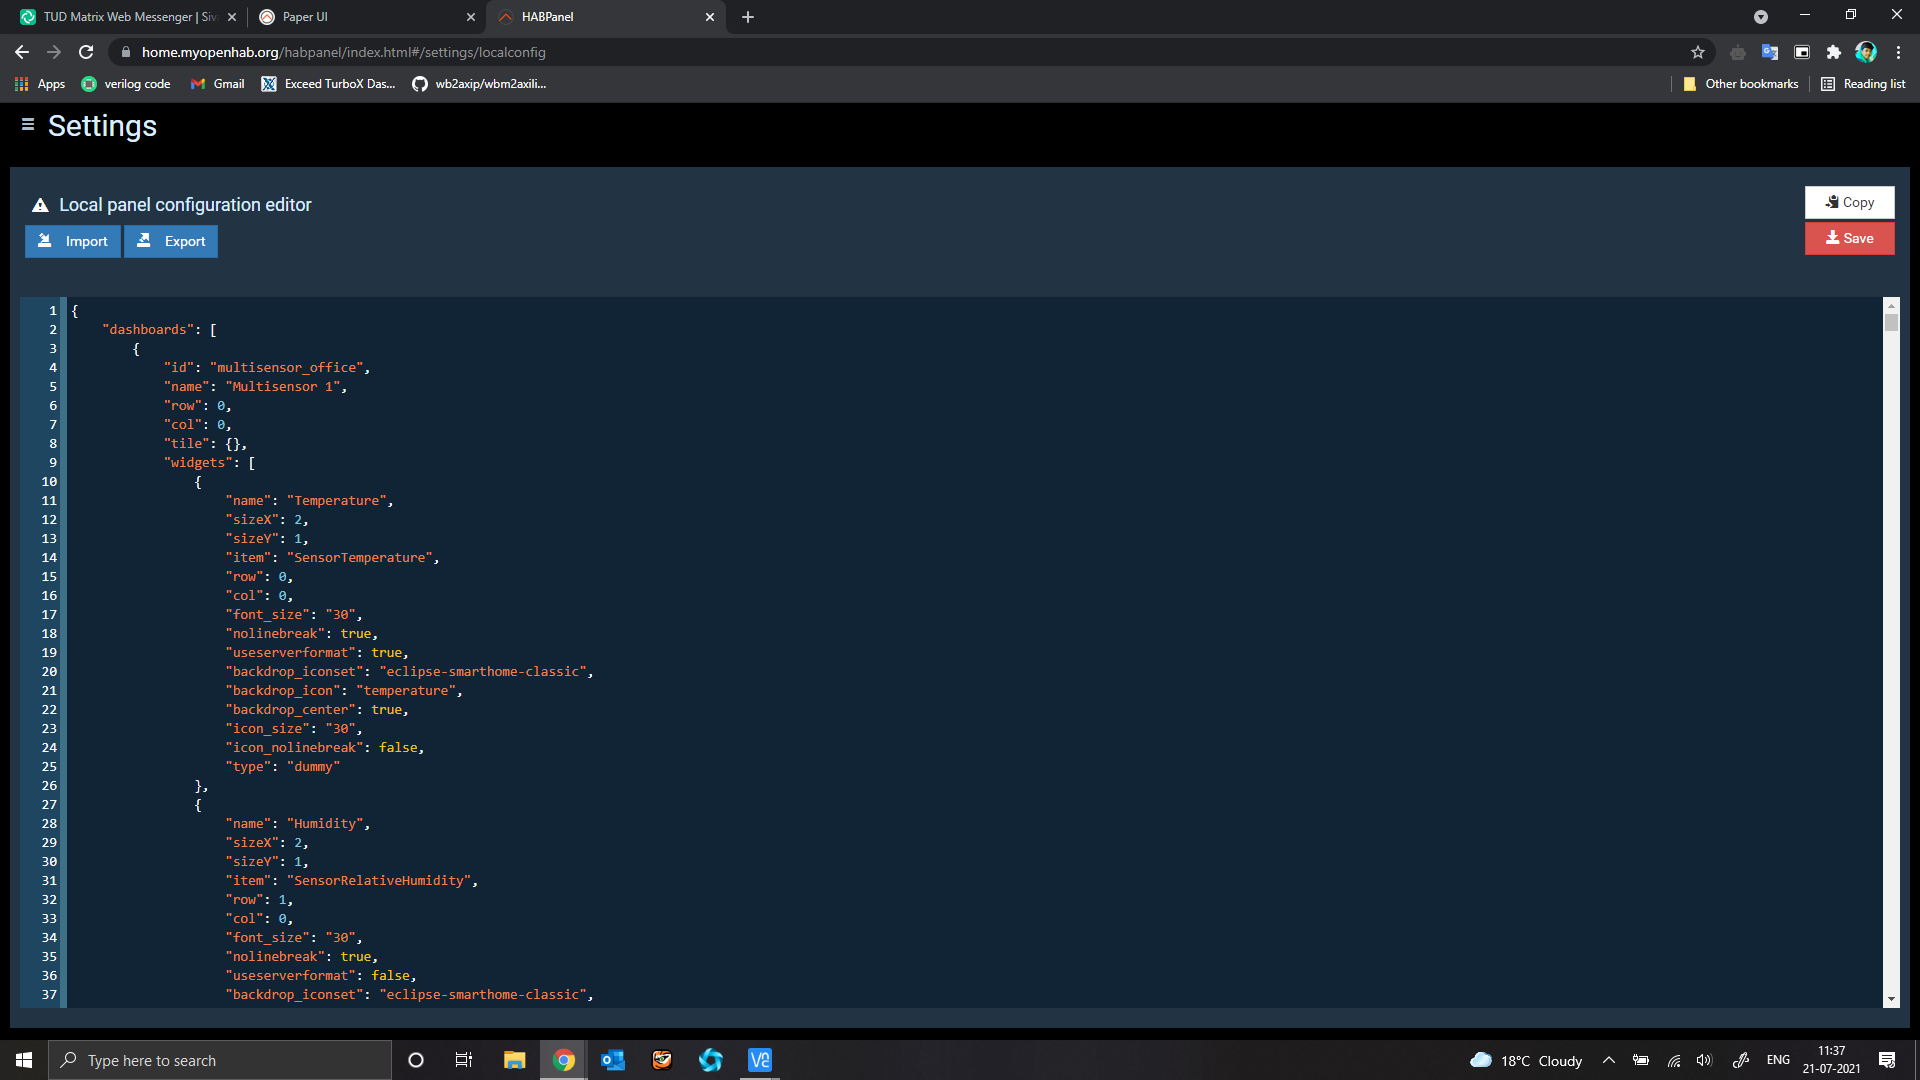 TUD Matrix Web Messenger | Siv
Paper UI
HABPanel
home.myopenhab.org/habpanel/index.html#/settings/localconfig
Apps
verilog code
Gmail
Exceed TurboX Das...
wb2axip/wbm2axili...
Other bookmarks
Reading list
Settings
Local panel configuration editor
Copy
Import
Export
Save
1 {
2 "dashboards": [
3 {
4 "id": "multisensor_office",
5 "name": "Multisensor 1",
6 "row": 0,
7 "col": 0,
8 "tile": {},
9 "widgets": [
10 {
11 "name": "Temperature",
12 "sizeX": 2,
13 "sizeY": 1,
14 "item": "SensorTemperature",
15 "row": 0,
16 "col": 0,
17 "font_size": "30",
18 "nolinebreak": true,
19 "useserverformat": true,
20 "backdrop_iconset": "eclipse-smarthome-classic",
21 "backdrop_icon": "temperature",
22 "backdrop_center": true,
23 "icon_size": "30",
24 "icon_nolinebreak": false,
25 "type": "dummy"
26 },
27 {
28 "name": "Humidity",
29 "sizeX": 2,
30 "sizeY": 1,
31 "item": "SensorRelativeHumidity",
32 "row": 1,
33 "col": 0,
34 "font_size": "30",
35 "nolinebreak": true,
36 "useserverformat": false,
37 "backdrop_iconset": "eclipse-smarthome-classic",
Type here to search
18°C Cloudy
ENG
11:37
21-07-2021